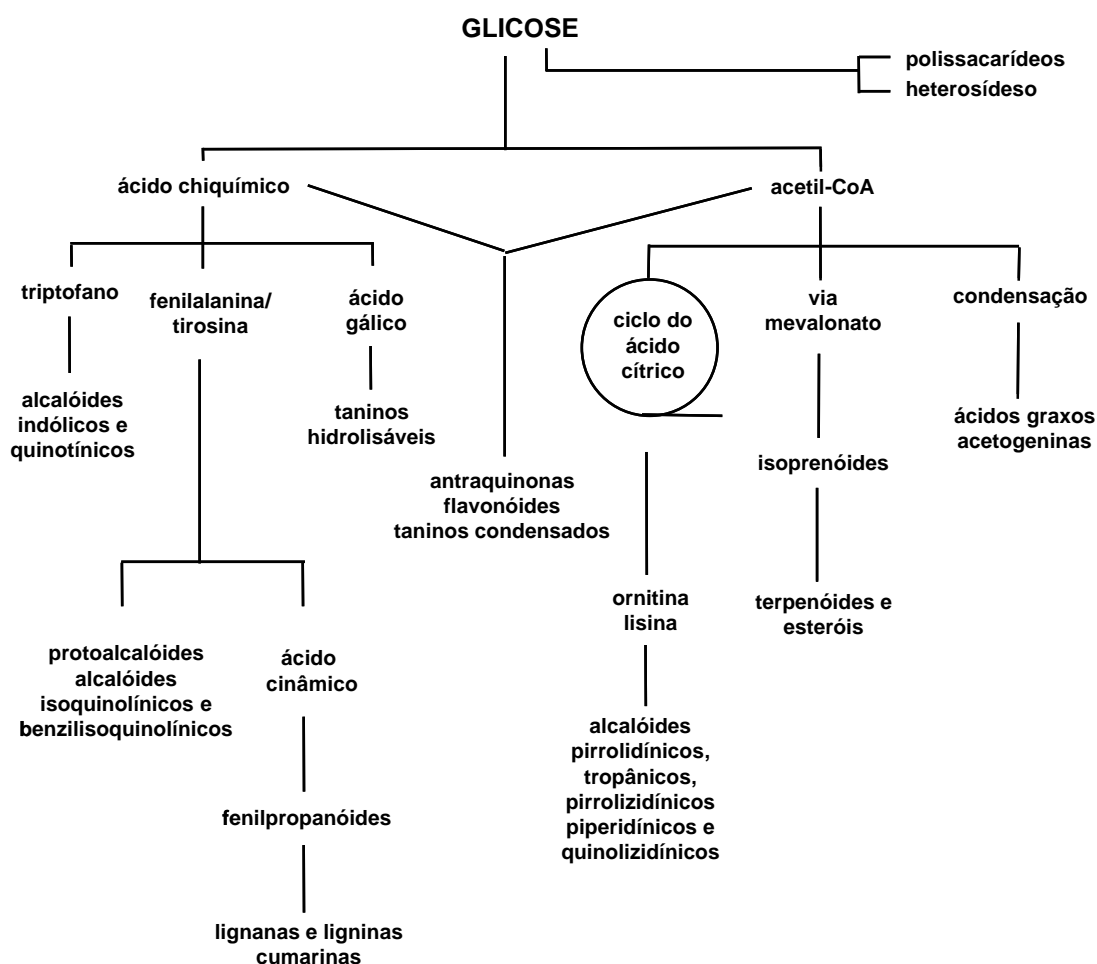 GLICOSE
polissacarídeos
heterosídeso
ácido chiquímico
acetil-CoA
triptofano
fenilalanina/
tirosina
ácido
gálico
ciclo do
ácido
cítrico
via
mevalonato
condensação
alcalóides
indólicos e
quinotínicos
taninos
hidrolisáveis
antraquinonas
flavonóides
taninos condensados
isoprenóides
ácidos graxos
acetogeninas
ornitina
lisina
terpenóides e
esteróis
protoalcalóides
alcalóides
isoquinolínicos e
benzilisoquinolínicos
ácido
cinâmico
alcalóides
pirrolidínicos,
tropânicos,
pirrolizidínicos
piperidínicos e
quinolizidínicos
fenilpropanóides
lignanas e ligninas
cumarinas